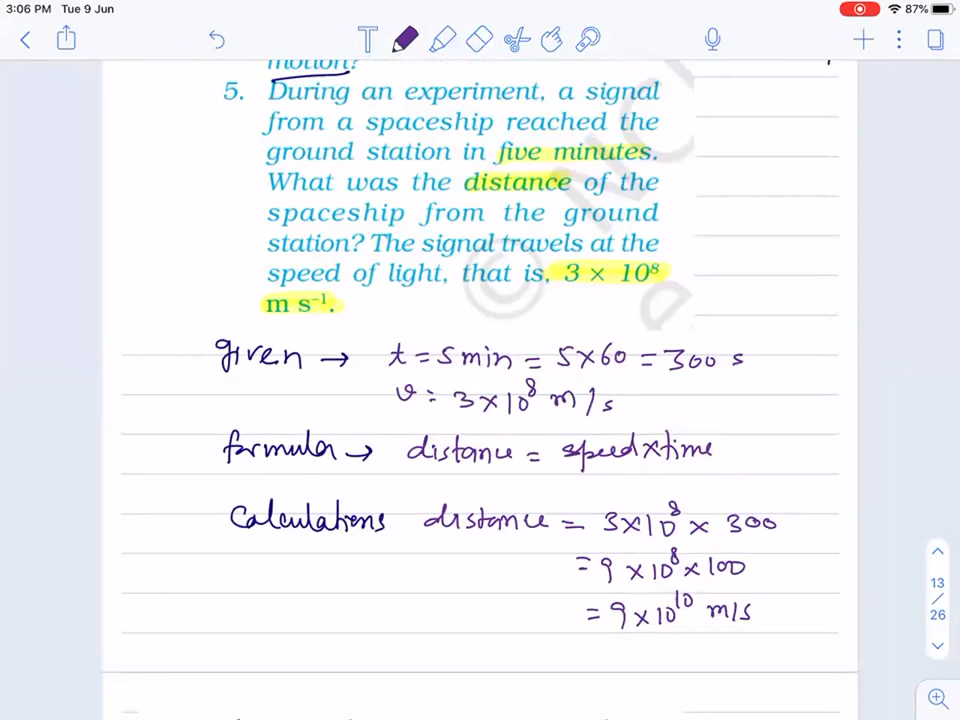 3:06 PM Tue 9 Jun
87%
motion?
5. During an experiment, a signal
from a spaceship reached the
ground station in five minutes.
What was the distance of the
spaceship from the ground
station? The signal travels at the
speed of light, that is, 3 × 10⁸
m s⁻¹.
given → t = 5 min = 5×60 = 300 s
v = 3×10⁸ m/s
formula → distance = speed×time
Calculations distance = 3×10⁸ × 300
= 9 ×10⁸×100
= 9×10¹⁰ m/s
13
/
26